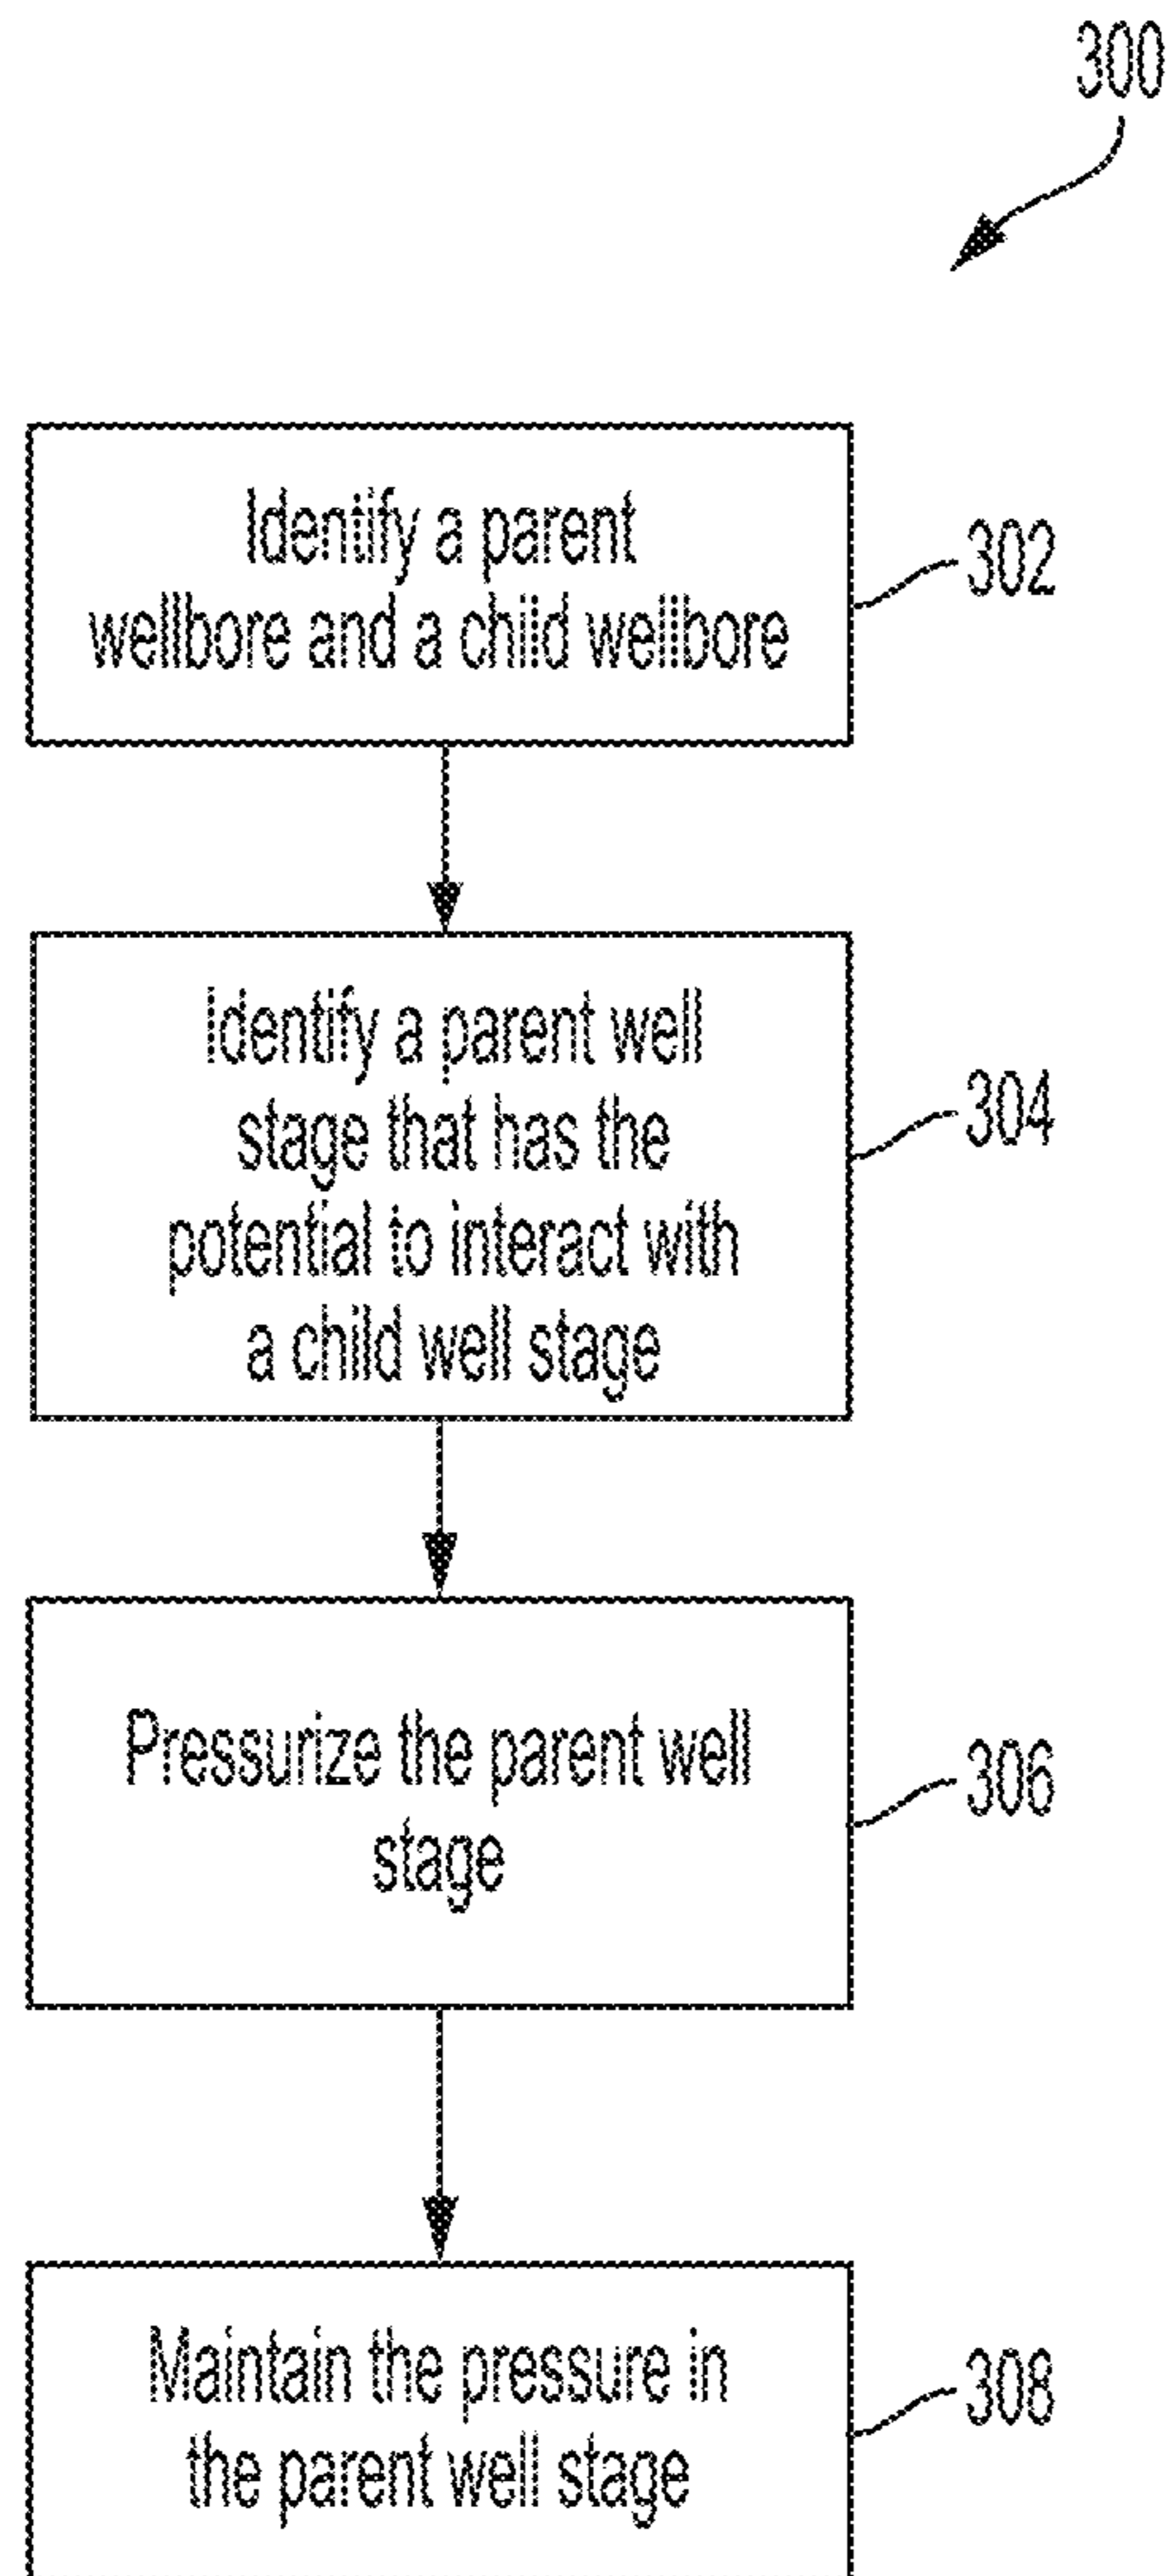 300
Identify a parent
wellbore and a child wellbore
302
Identify a parent well
stage that has the
potential to interact with
a child well stage
304
Pressurize the parent well
stage
306
Maintain the pressure in
the parent well stage
308